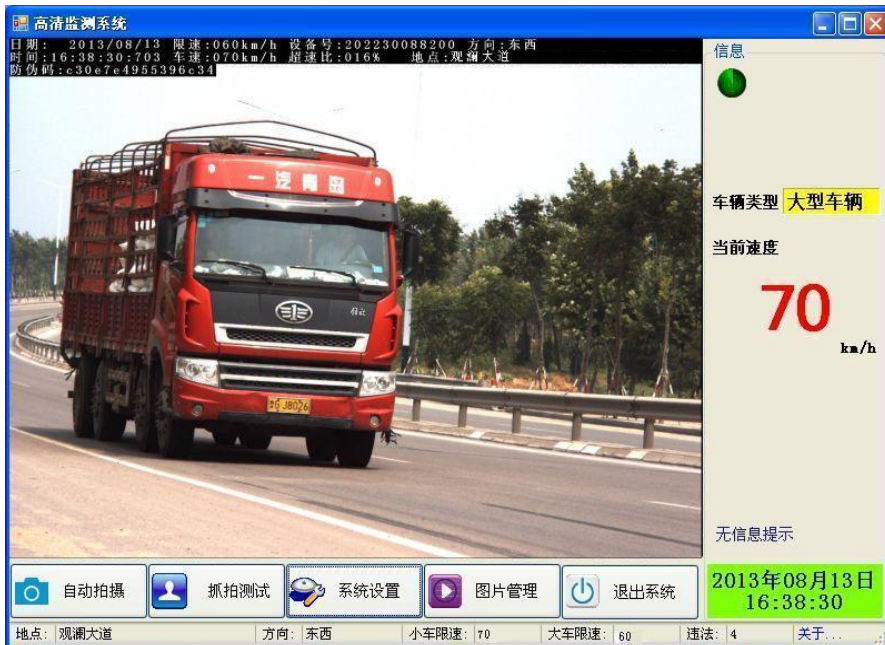 高清监测系统
日期: 2013/08/13 限速:060km/h 设备号:202230088200 方向:东西
时间:16:38:30:703 车速:070km/h 超速比:016% 地点:观澜大道
防伪码:c30e7e4955396c34
信息
一汽青岛
车辆类型 大型车辆
当前速度
70
km/h
G J8026
无信息提示
自动拍摄 抓拍测试 系统设置 图片管理 退出系统
2013年08月13日
16:38:30
地点: 观澜大道 方向: 东西 小车限速: 70 大车限速: 60 违法: 4 关于...